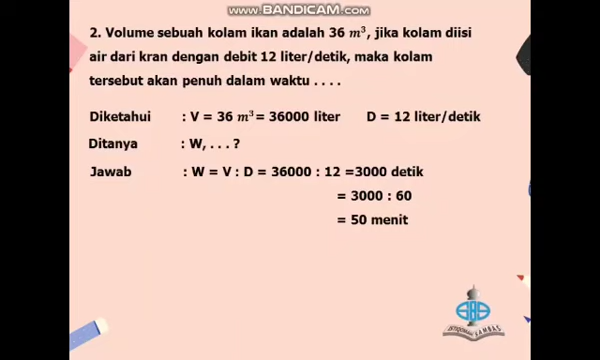 www.BANDICAM.com
2. Volume sebuah kolam ikan adalah 36 m³, jika kolam diisi
air dari kran dengan debit 12 liter/detik, maka kolam
tersebut akan penuh dalam waktu . . . .
Diketahui : V = 36 m³= 36000 liter D = 12 liter/detik
Ditanya : W, . . . ?
Jawab : W = V : D = 36000 : 12 =3000 detik
= 3000 : 60
= 50 menit
ISTIQOMAH SAMBAS